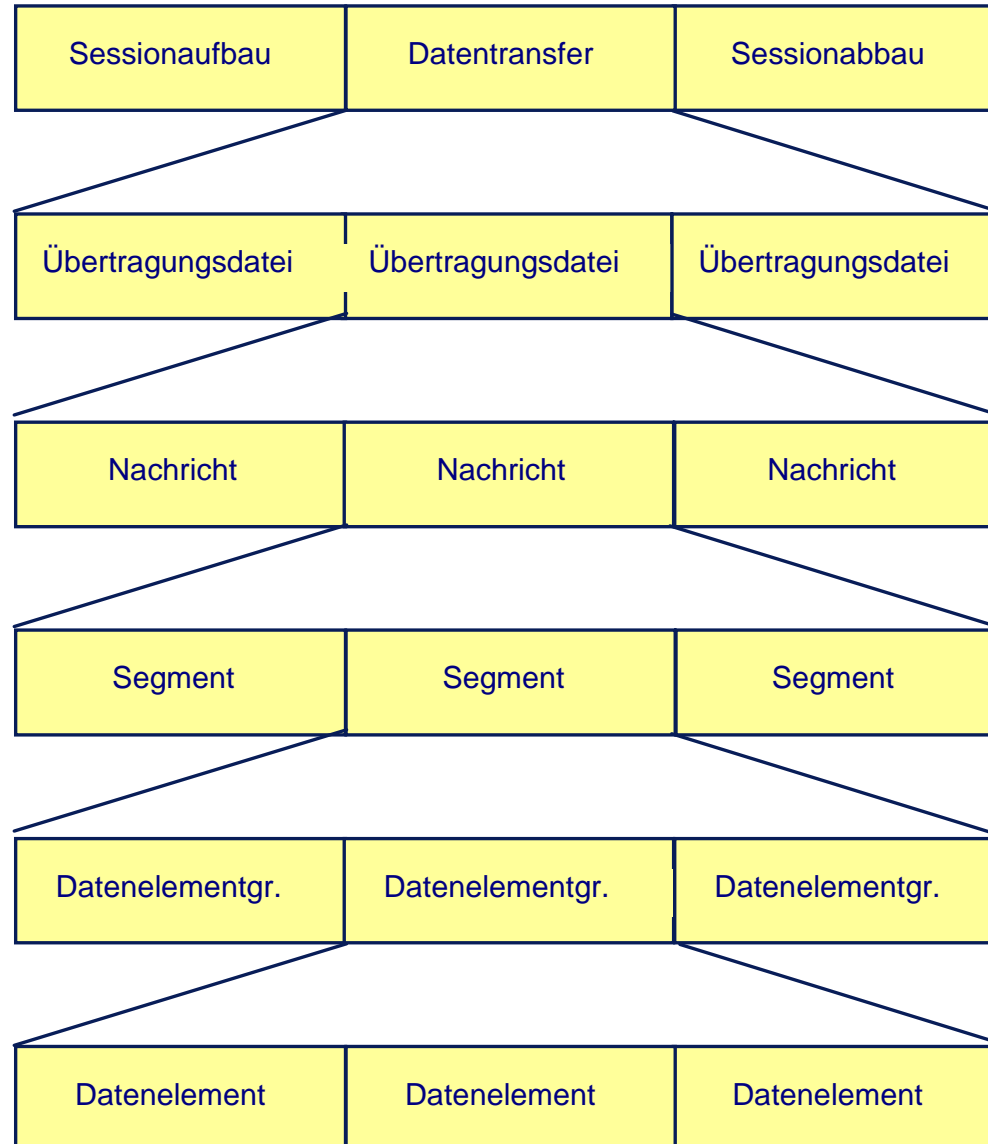 Sessionaufbau Datentransfer Sessionabbau
Übertragungsdatei Übertragungsdatei Übertragungsdatei
Nachricht Nachricht Nachricht
Segment Segment Segment
Datenelementgr. Datenelementgr. Datenelementgr.
Datenelement Datenelement Datenelement